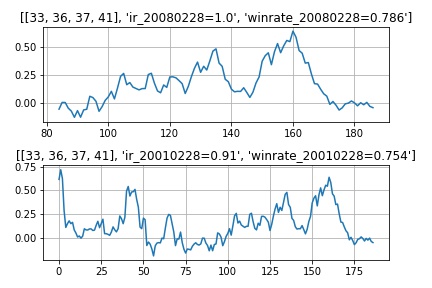 [[33, 36, 37, 41], 'ir_20080228=1.0', 'winrate_20080228=0.786']
0.50
0.25
0.00
80 100 120 140 160 180
[[33, 36, 37, 41], 'ir_20010228=0.91', 'winrate_20010228=0.754']
0.75
0.50
0.25
0.00
0 25 50 75 100 125 150 175